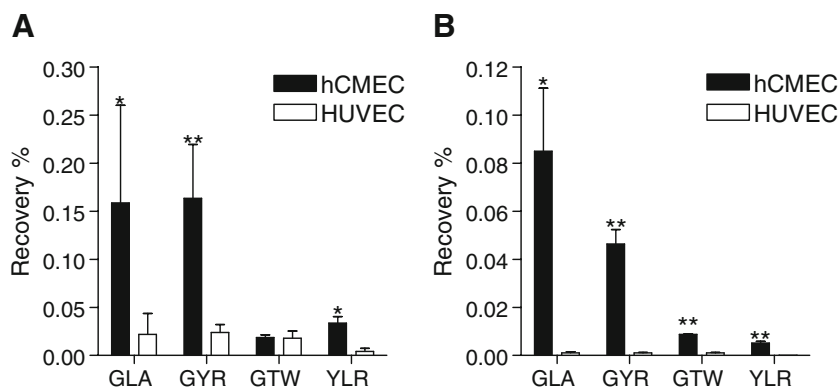 A
Recovery %
0.30
0.25
0.20
0.15
0.10
0.05
0.00
hCMEC
HUVEC
*
**
*
GLA GYR GTW YLR
B
Recovery %
0.12
0.10
0.08
0.06
0.04
0.02
0.00
hCMEC
HUVEC
*
**
**
**
GLA GYR GTW YLR